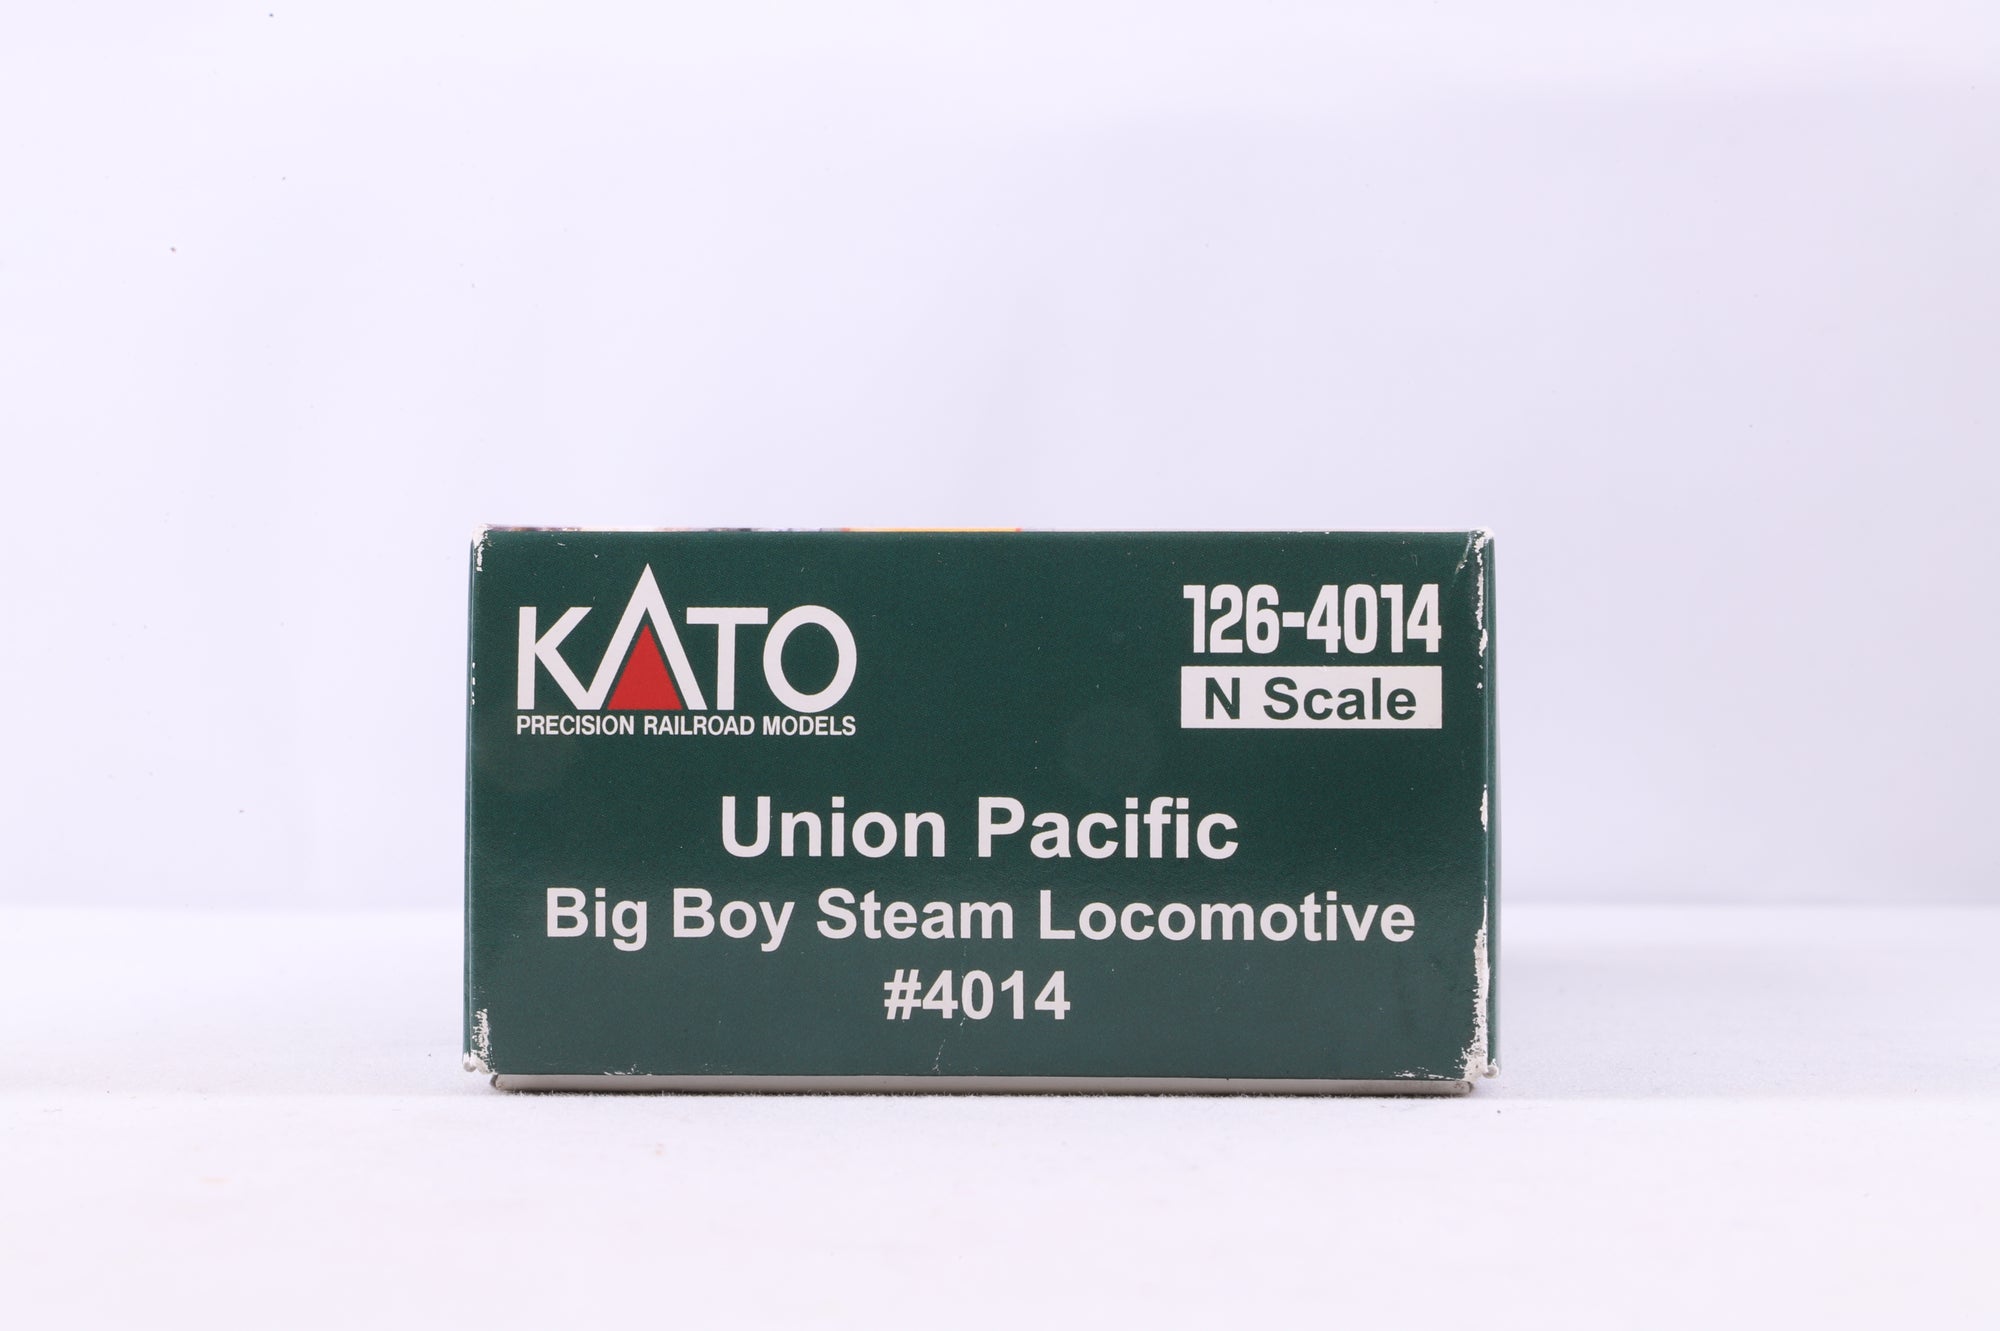 KATO
PRECISION RAILROAD MODELS
126-4014
N Scale
Union Pacific
Big Boy Steam Locomotive
#4014